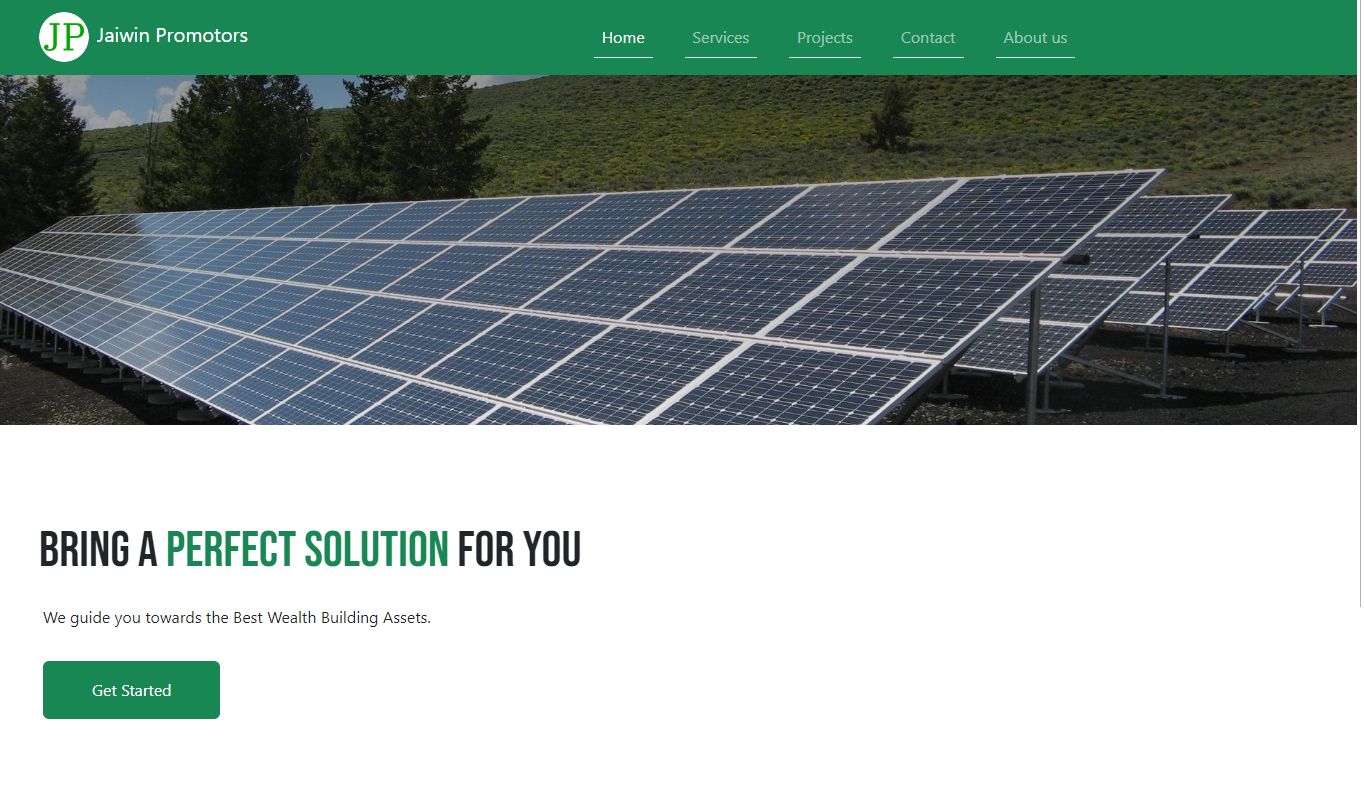 JP Jaiwin Promotors
Home Services Projects Contact About us
BRING A PERFECT SOLUTION FOR YOU
We guide you towards the Best Wealth Building Assets.
Get Started